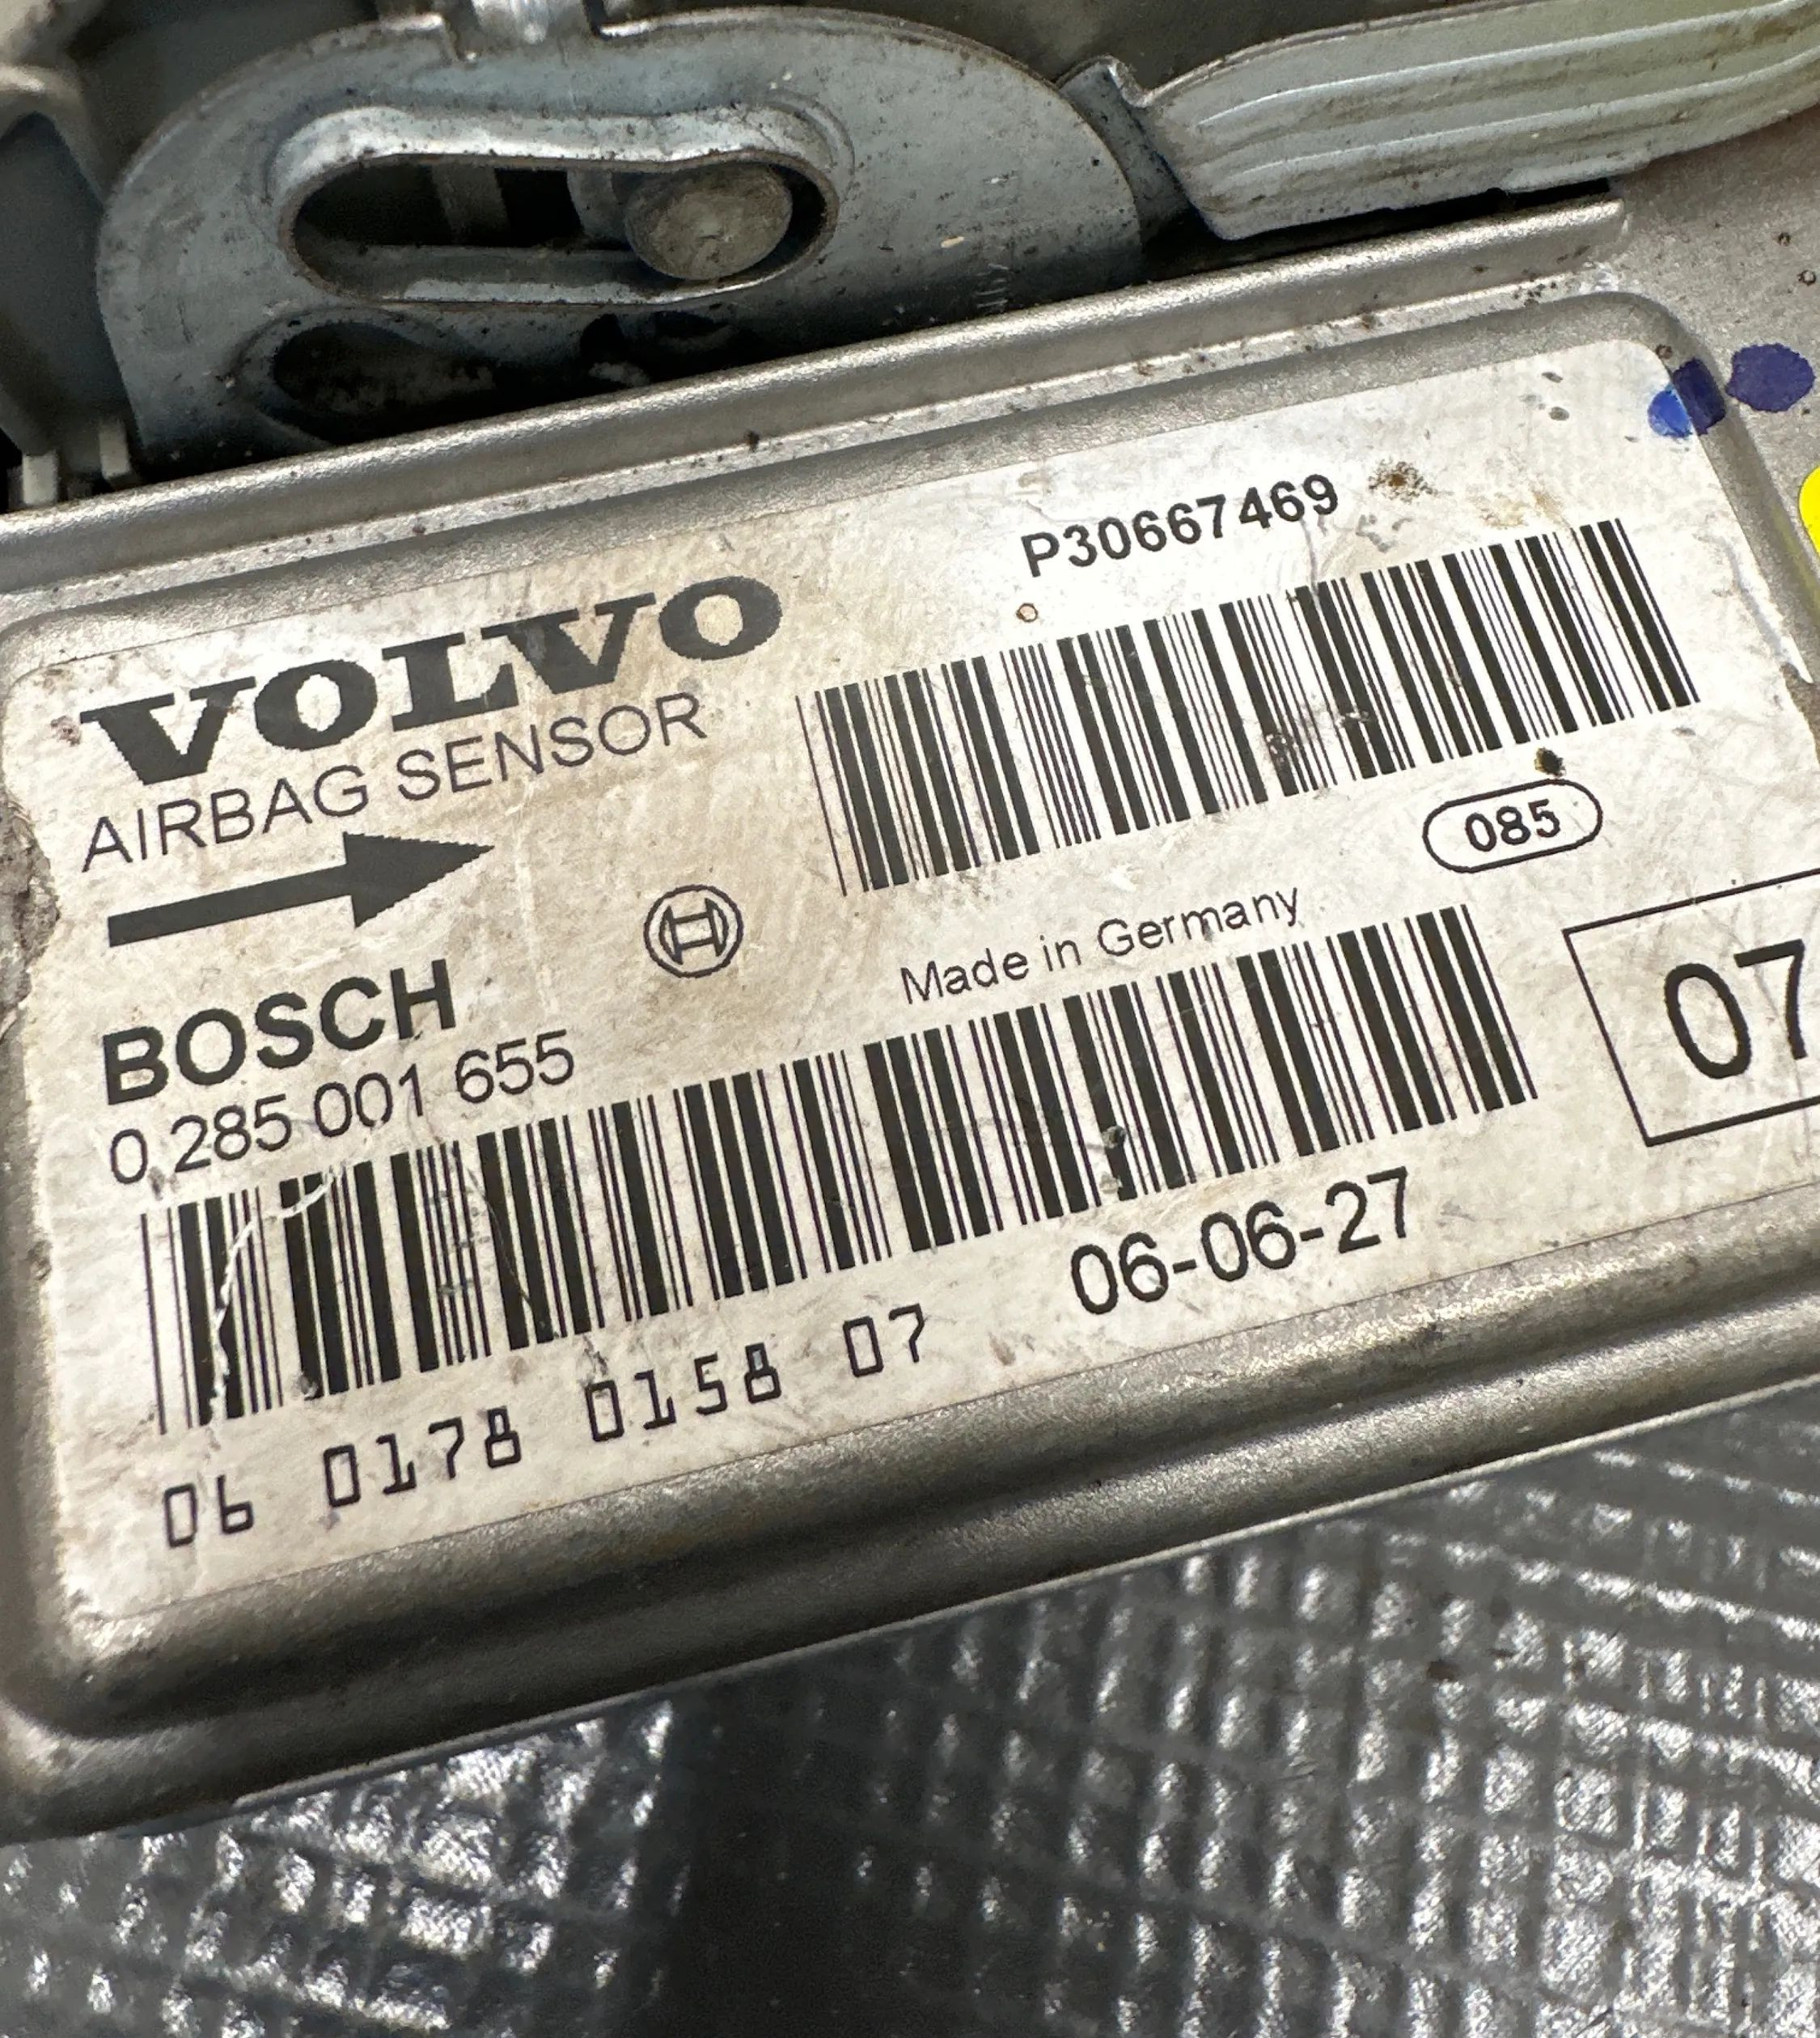 P30667469
VOLVO
AIRBAG SENSOR
085
Made in Germany
BOSCH
0 285 001 655
07
06-06-27
06 0178 0158 07